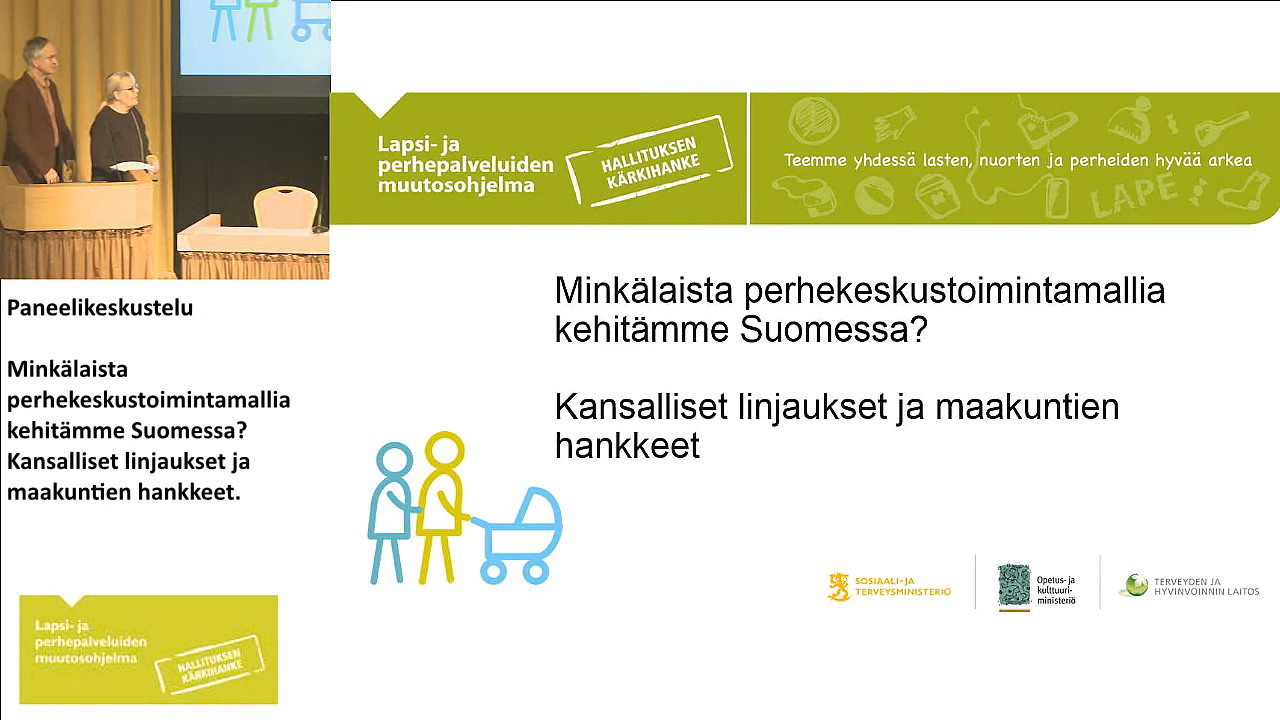 Paneelikeskustelu
Minkälaista
perhekeskustoimintamallia
kehitämme Suomessa?
Kansalliset linjaukset ja
maakuntien hankkeet.
Lapsi- ja
perhepalveluiden
muutosohjelma
HALLITUKSEN
KÄRKIHANKE
Lapsi- ja
perhepalveluiden
muutosohjelma
HALLITUKSEN
KÄRKIHANKE
Teemme yhdessä lasten, nuorten ja perheiden hyvää arkea
LAPE
Minkälaista perhekeskustoimintamallia
kehitämme Suomessa?
Kansalliset linjaukset ja maakuntien
hankkeet
SOSIAALI- JA
TERVEYSMINISTERIÖ
Opetus- ja
kulttuuri-
ministeriö
TERVEYDEN JA
HYVINVOINNIN LAITOS